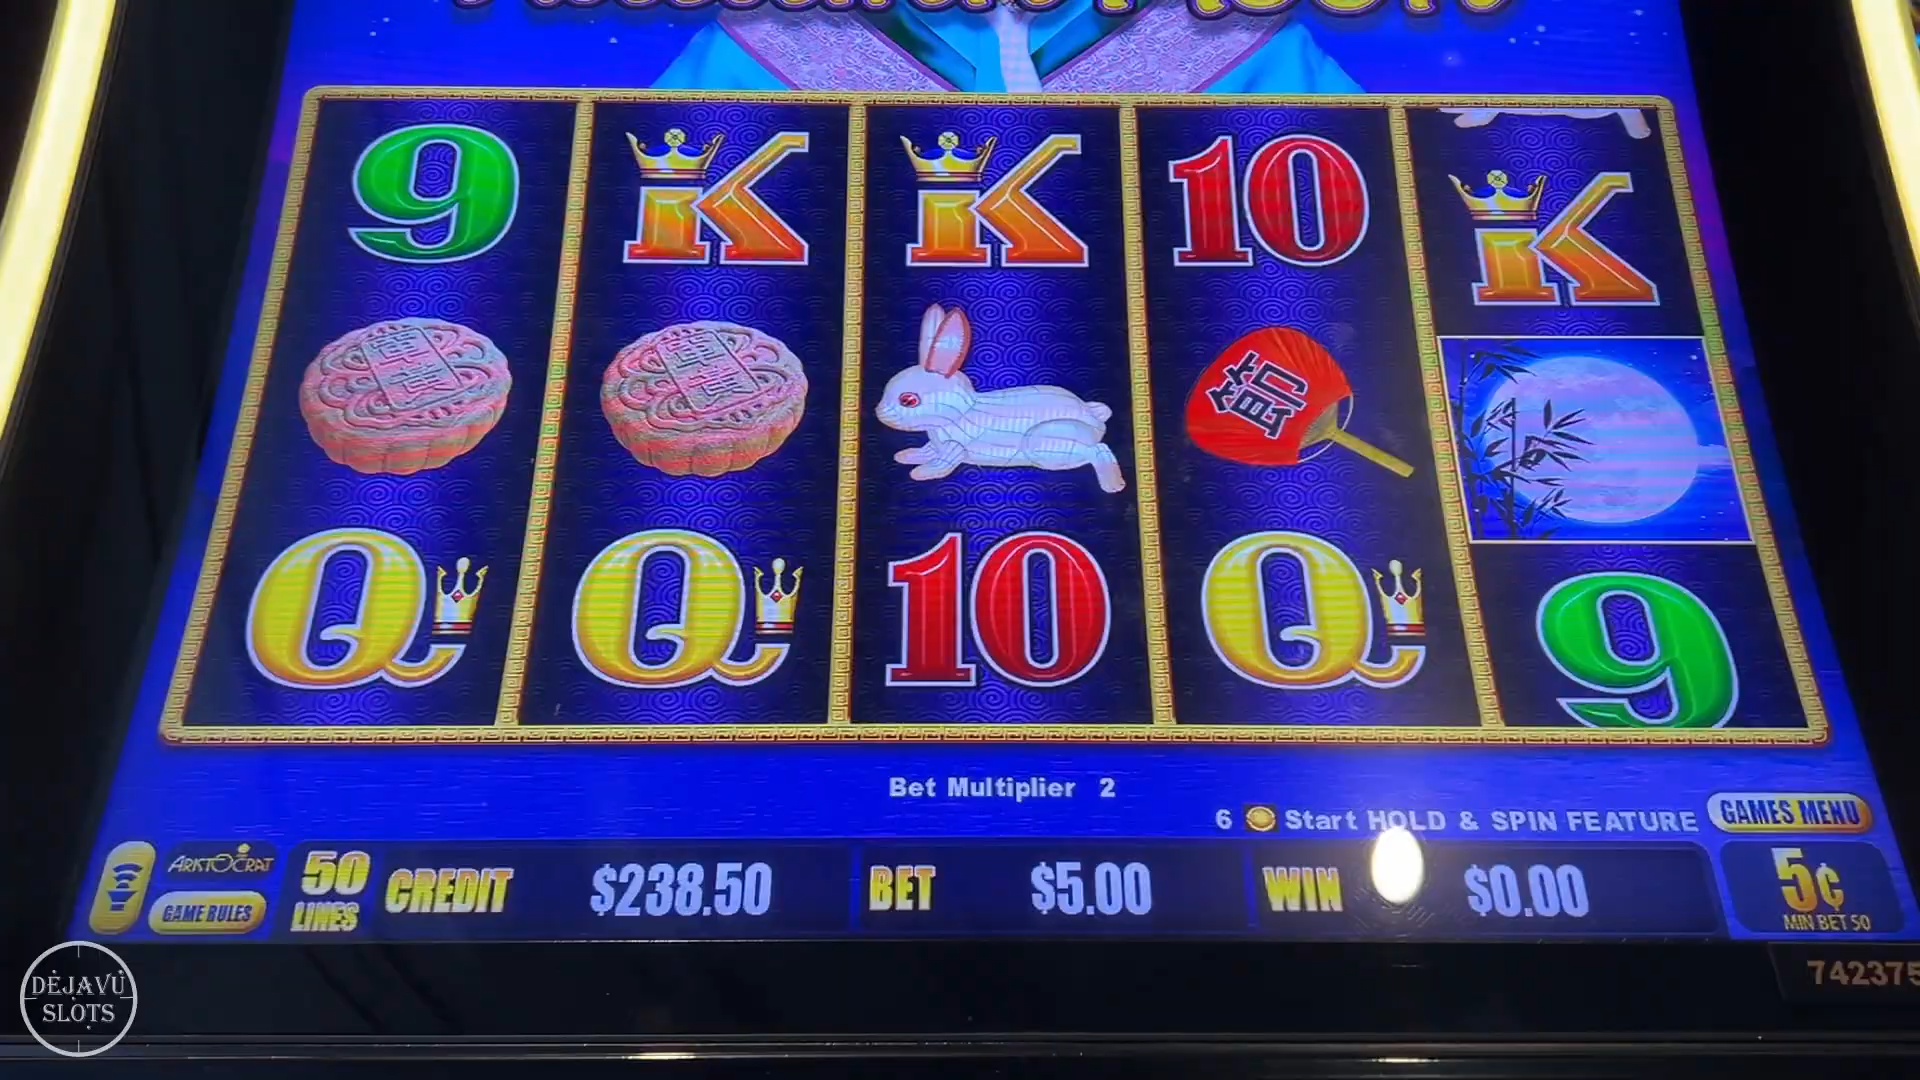 9 K K 10
K
Q Q 10 Q
9
Bet Multiplier 2
6 Start HOLD & SPIN FEATURE
GAMES MENU
ARISTOCRAT
GAME RULES
50 LINES
CREDIT $238.50
BET $5.00
WIN $0.00
5¢
MIN BET 50
742375
DÉJAVÙ
SLOTS